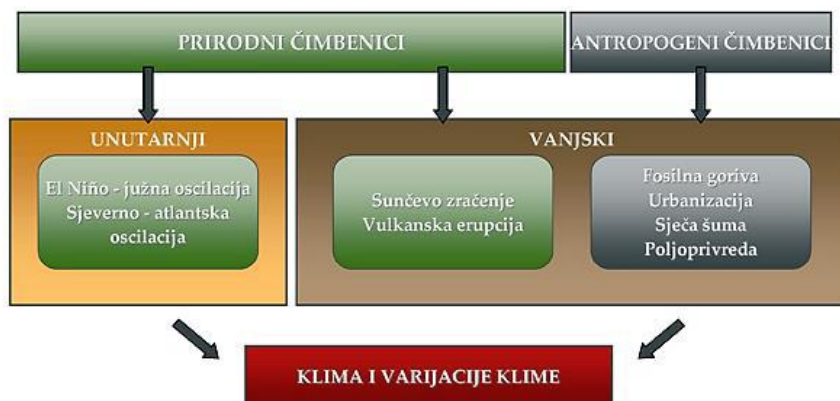 PRIRODNI ČIMBENICI
ANTROPOGENI ČIMBENICI
UNUTARNJI
El Niño - južna oscilacija
Sjeverno - atlantska
oscilacija
VANJSKI
Sunčevo zračenje
Vulkanska erupcija
Fosilna goriva
Urbanizacija
Sječa šuma
Poljoprivreda
KLIMA I VARIJACIJE KLIME